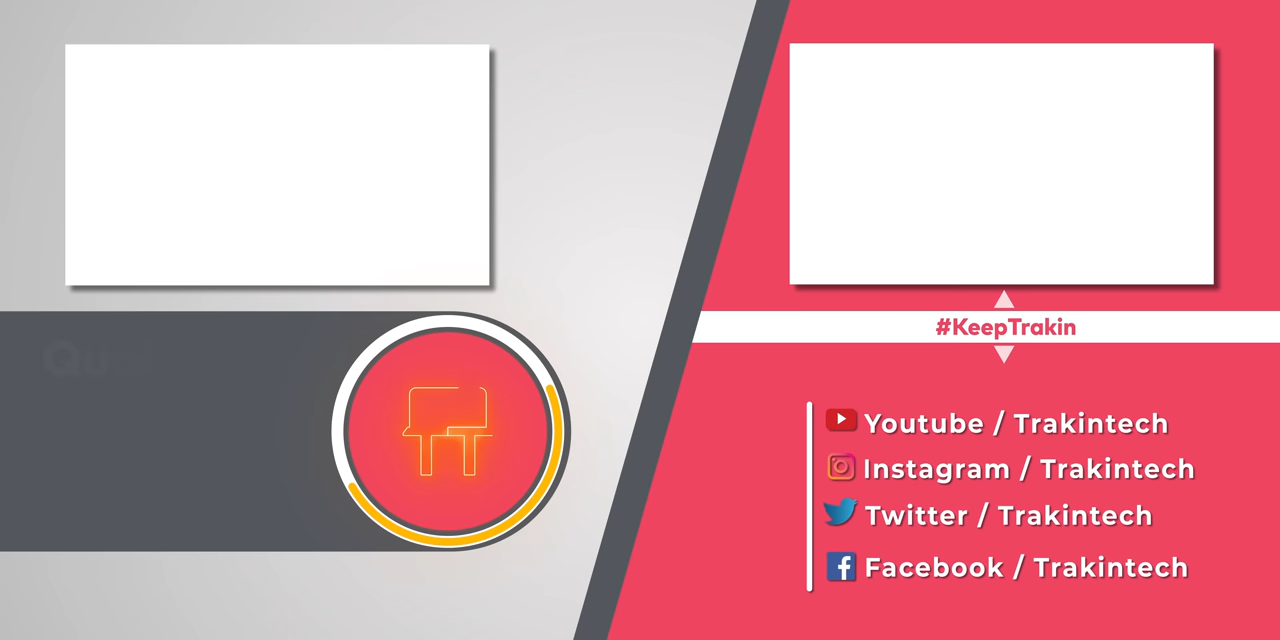 #KeepTrakin
Youtube / Trakintech
Instagram / Trakintech
Twitter / Trakintech
Facebook / Trakintech